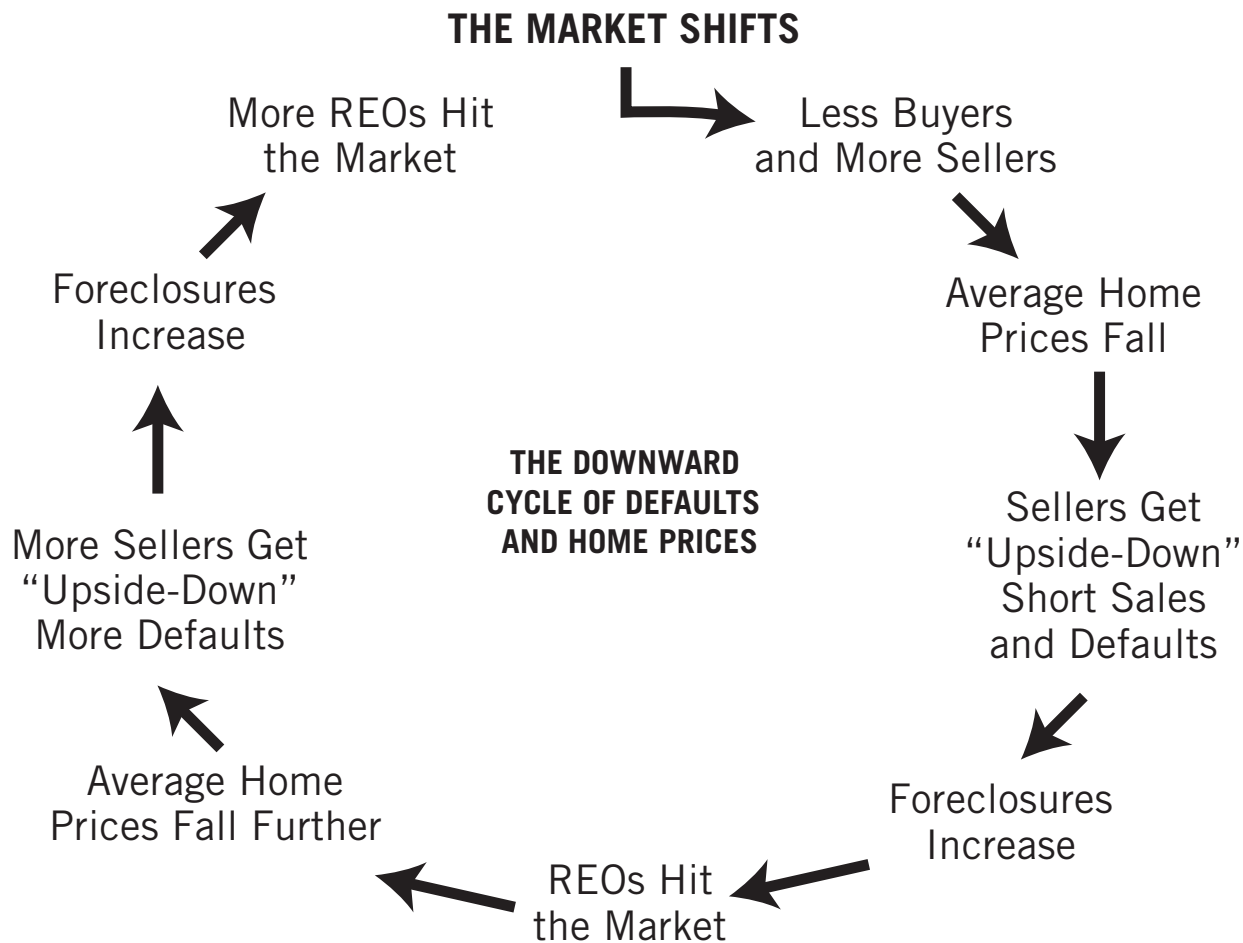 THE MARKET SHIFTS
Less Buyers
and More Sellers
Average Home
Prices Fall
Sellers Get
“Upside-Down”
Short Sales
and Defaults
Foreclosures
Increase
REOs Hit
the Market
Average Home
Prices Fall Further
More Sellers Get
“Upside-Down”
More Defaults
Foreclosures
Increase
More REOs Hit
the Market
THE DOWNWARD
CYCLE OF DEFAULTS
AND HOME PRICES